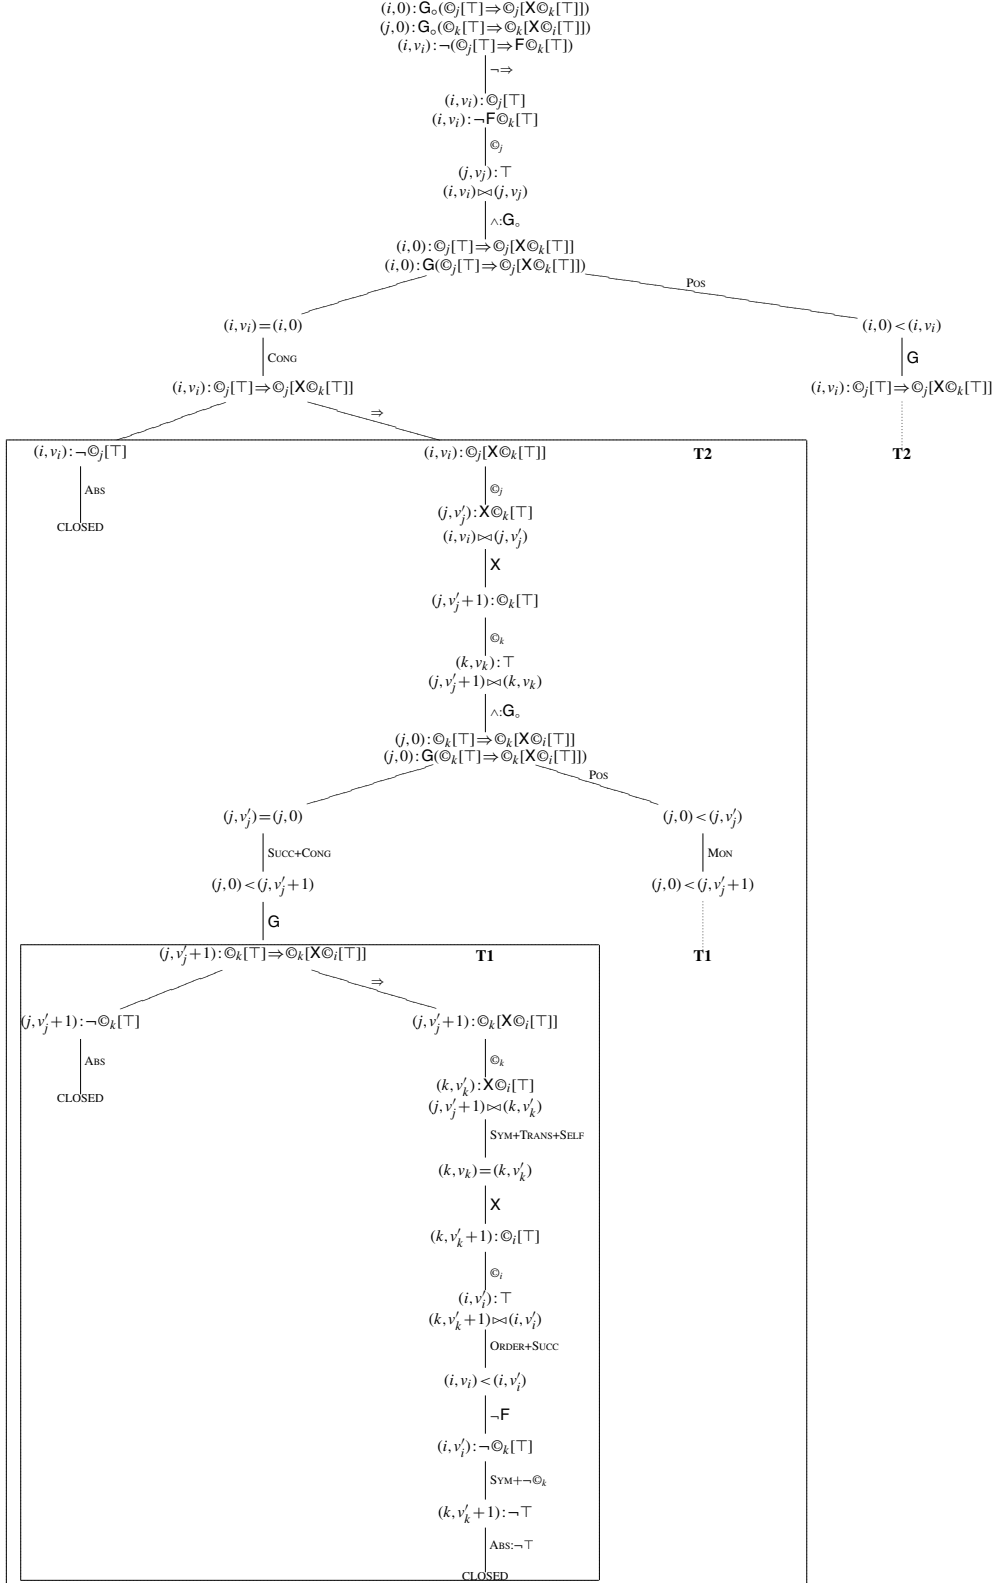 (i,0):G∘(©j[⊤]⇒©j[X©k[⊤]])
(j,0):G∘(©k[⊤]⇒©k[X©i[⊤]])
(i,vi):¬(©j[⊤]⇒F©k[⊤])
¬⇒
(i,vi):©j[⊤]
(i,vi):¬F©k[⊤]
©j
(j,vj):⊤
(i,vi)⋈(j,vj)
∧:G∘
(i,0):©j[⊤]⇒©j[X©k[⊤]]
(i,0):G(©j[⊤]⇒©j[X©k[⊤]])
POS
(i,vi)=(i,0)
(i,0)<(i,vi)
CONG
G
(i,vi):©j[⊤]⇒©j[X©k[⊤]]
(i,vi):©j[⊤]⇒©j[X©k[⊤]]
⇒
(i,vi):¬©j[⊤]
(i,vi):©j[X©k[⊤]]
T2
T2
ABS
©j
CLOSED
(j,v′j):X©k[⊤]
(i,vi)⋈(j,v′j)
X
(j,v′j+1):©k[⊤]
©k
(k,vk):⊤
(j,v′j+1)⋈(k,vk)
∧:G∘
(j,0):©k[⊤]⇒©k[X©i[⊤]]
(j,0):G(©k[⊤]⇒©k[X©i[⊤]])
POS
(j,v′j)=(j,0)
(j,0)<(j,v′j)
SUCC+CONG
MON
(j,0)<(j,v′j+1)
(j,0)<(j,v′j+1)
G
(j,v′j+1):©k[⊤]⇒©k[X©i[⊤]]
T1
T1
⇒
(j,v′j+1):¬©k[⊤]
(j,v′j+1):©k[X©i[⊤]]
ABS
©k
CLOSED
(k,v′k):X©i[⊤]
(j,v′j+1)⋈(k,v′k)
SYM+TRANS+SELF
(k,vk)=(k,v′k)
X
(k,v′k+1):©i[⊤]
©i
(i,v′i):⊤
(k,v′k+1)⋈(i,v′i)
ORDER+SUCC
(i,vi)<(i,v′i)
¬F
(i,v′i):¬©k[⊤]
SYM+¬©k
(k,v′k+1):¬⊤
ABS:¬⊤
CLOSED